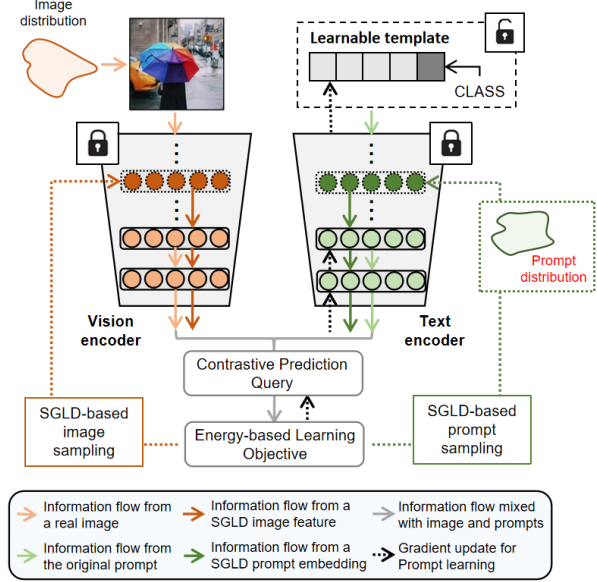 Image
distribution
Learnable template
CLASS
Prompt
distribution
Vision
encoder
Text
encoder
Contrastive Prediction
Query
SGLD-based
image
sampling
Energy-based Learning
Objective
SGLD-based
prompt
sampling
Information flow from
a real image
Information flow from a
SGLD image feature
Information flow mixed
with image and prompts
Information flow from
the original prompt
Information flow from a
SGLD prompt embedding
Gradient update for
Prompt learning